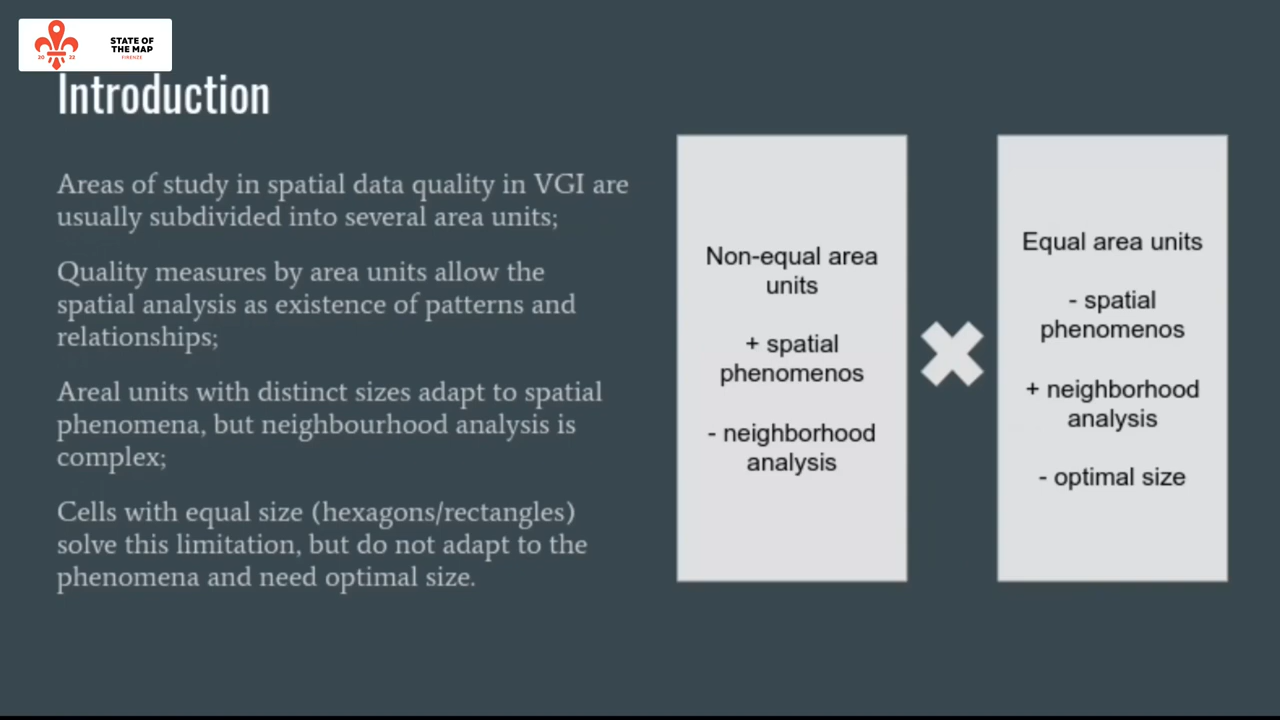 STATE OF
THE MAP
FIRENZE
20 22
Introduction
Areas of study in spatial data quality in VGI are
usually subdivided into several area units;
Quality measures by area units allow the
spatial analysis as existence of patterns and
relationships;
Areal units with distinct sizes adapt to spatial
phenomena, but neighbourhood analysis is
complex;
Cells with equal size (hexagons/rectangles)
solve this limitation, but do not adapt to the
phenomena and need optimal size.
Non-equal area
units
+ spatial
phenomenos
- neighborhood
analysis
Equal area units
- spatial
phenomenos
+ neighborhood
analysis
- optimal size